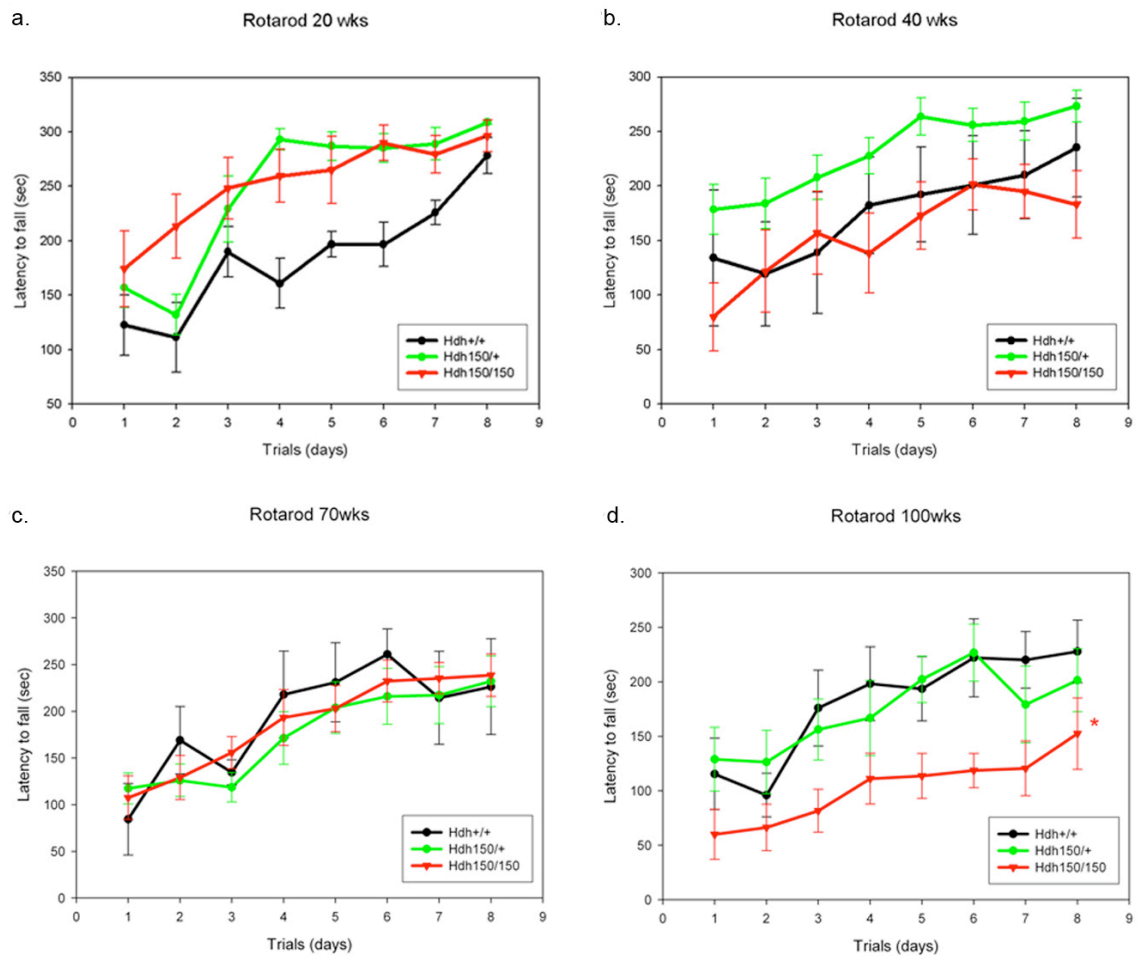 a.
Rotarod 20 wks
350
300
250
200
150
100
50
Latency to fall (sec)
Hdh+/+
Hdh150/+
Hdh150/150
0 1 2 3 4 5 6 7 8 9
Trials (days)
b.
Rotarod 40 wks
300
250
200
150
100
50
0
Latency to fall (sec)
Hdh+/+
Hdh150/+
Hdh150/150
0 1 2 3 4 5 6 7 8 9
Trials (days)
c.
Rotarod 70wks
350
300
250
200
150
100
50
0
Latency to fall (sec)
Hdh+/+
Hdh150/+
Hdh150/150
0 1 2 3 4 5 6 7 8 9
Trials (days)
d.
Rotarod 100wks
300
250
200
150
100
50
0
Latency to fall (sec)
*
Hdh+/+
Hdh150/+
Hdh150/150
0 1 2 3 4 5 6 7 8 9
Trials (days)